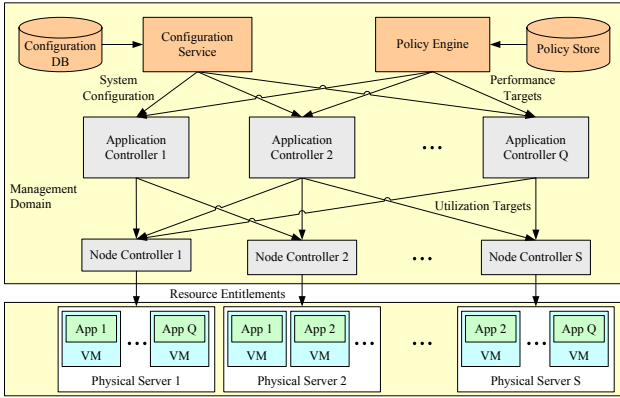 Configuration
DB
Configuration
Service
Policy Engine
Policy Store
System
Configuration
Performance
Targets
Application
Controller 1
Application
Controller 2
...
Application
Controller Q
Management
Domain
Utilization Targets
Node Controller 1
Node Controller 2
...
Node Controller S
Resource Entitlements
App 1
VM
...
App Q
VM
Physical Server 1
App 1
VM
App 2
VM
...
Physical Server 2
...
App 2
VM
...
App Q
VM
Physical Server S